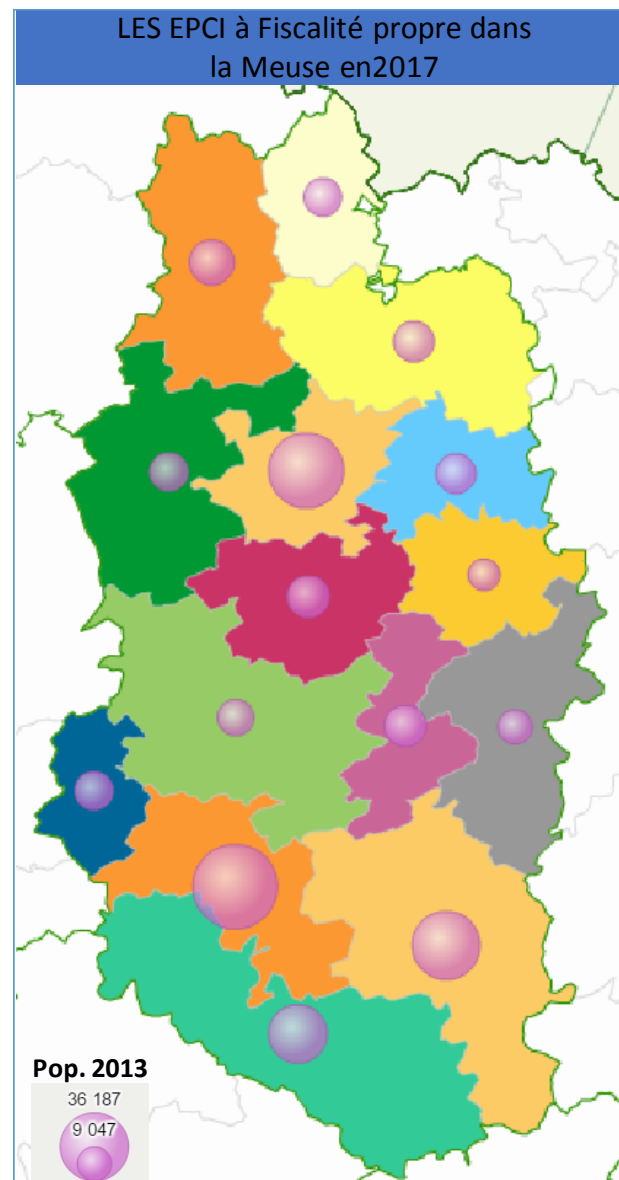 LES EPCI à Fiscalité propre dans
la Meuse en2017
Pop. 2013
36 187
9 047